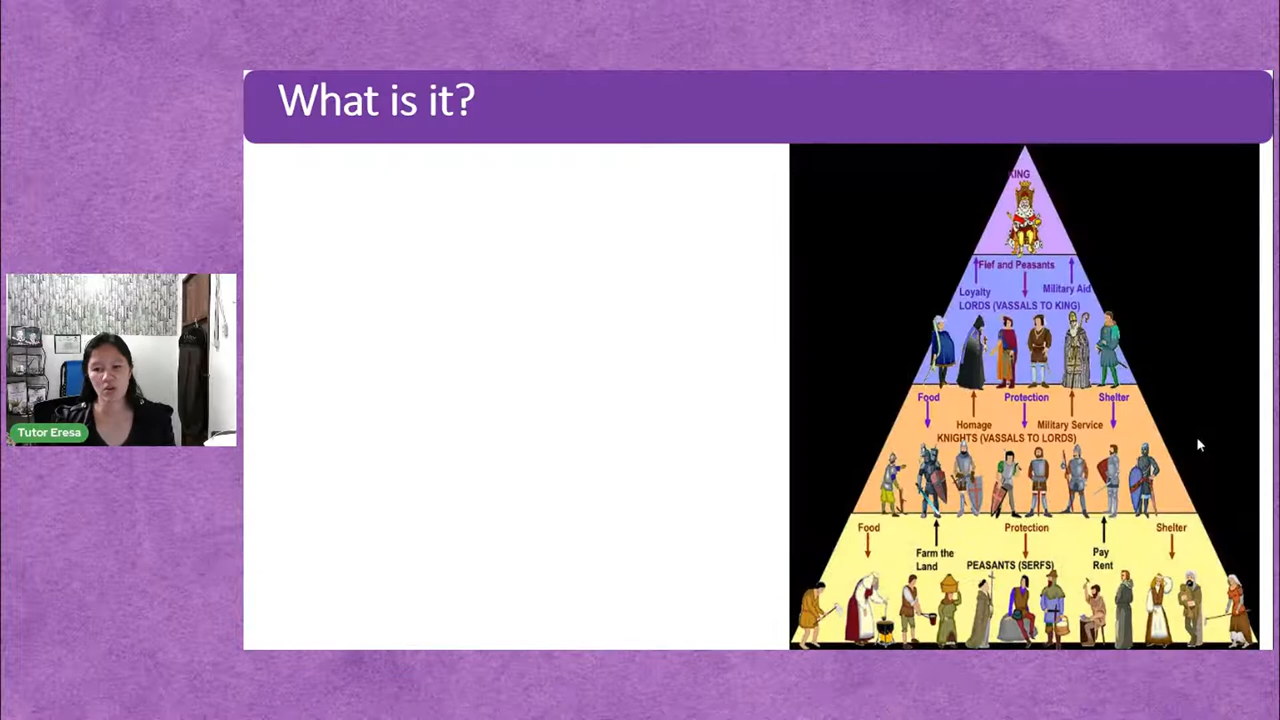 What is it?
KING
Fief and Peasants
Loyalty
Military Aid
LORDS (VASSALS TO KING)
Food Protection Shelter
Homage Military Service
KNIGHTS (VASSALS TO LORDS)
Food Protection Shelter
Farm the
Land
Pay
Rent
PEASANTS (SERFS)
Tutor Eresa